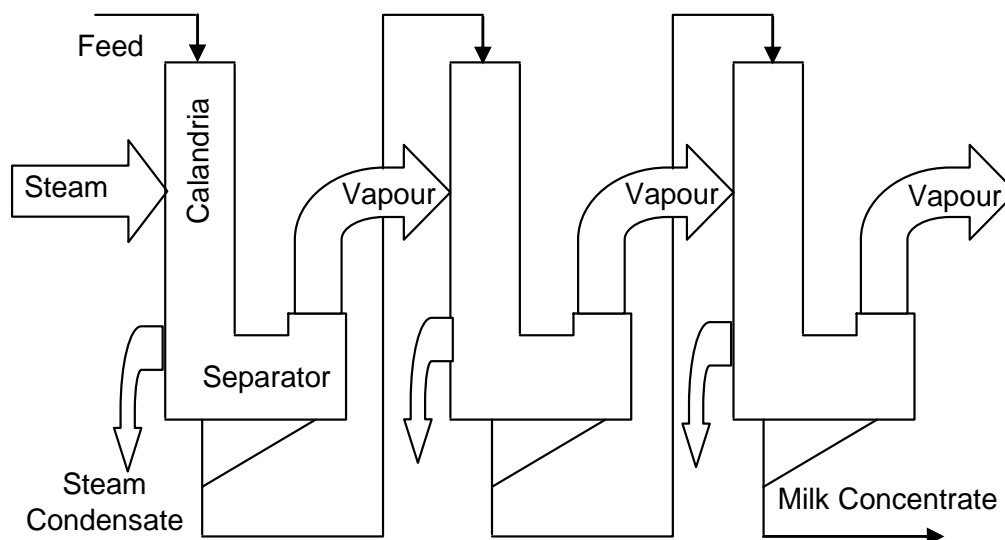 Feed
Calandria
Steam
Vapour
Vapour
Vapour
Separator
Steam
Condensate
Milk Concentrate